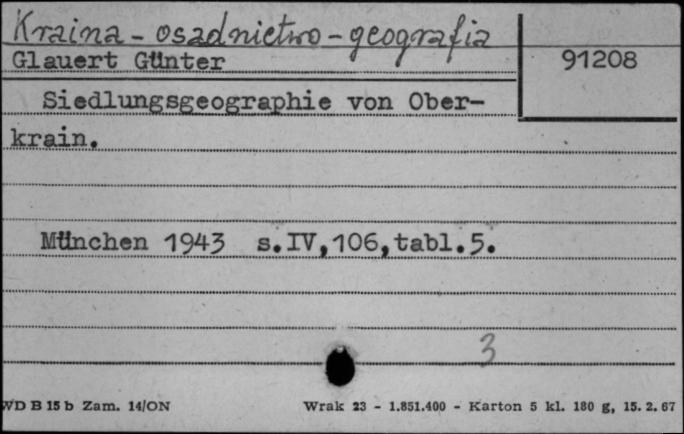 Kraina - osadnictwo - geografia
Glauert Günter
91208
Siedlungsgeographie von Ober-
krain.
München 1943 s.IV,106,tabl.5.
3
WD B 15 b Zam. 14/ON
Wrak 23 - 1.851.400 - Karton 5 kl. 180 g, 15. 2. 67